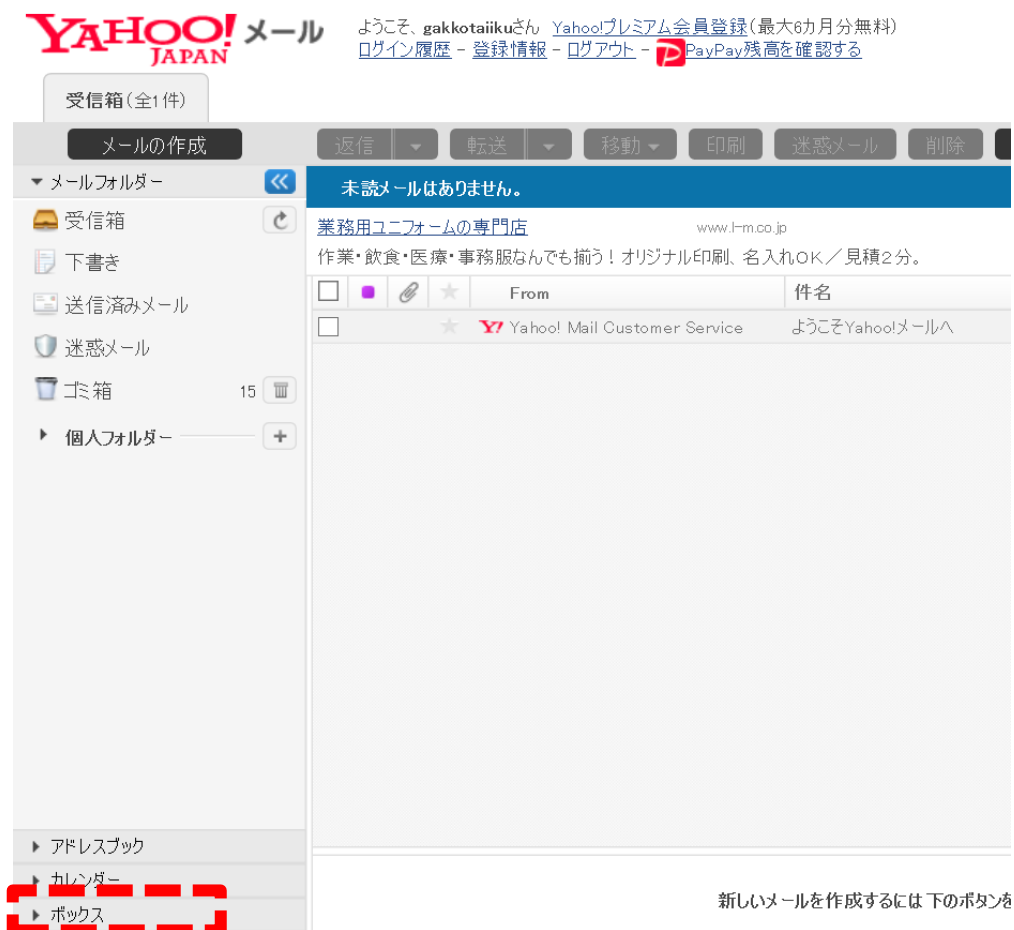 YAHOO! メール
JAPAN
ようこそ、gakkotaiikuさん Yahoo!プレミアム会員登録(最大6カ月分無料)
ログイン履歴 - 登録情報 - ログアウト - PayPay残高を確認する
受信箱(全1件)
メールの作成
返信 転送 移動 印刷 迷惑メール 削除
メールフォルダー
未読メールはありません。
受信箱
下書き
送信済みメール
迷惑メール
ゴミ箱 15
個人フォルダー
業務用ユニフォームの専門店 www.l-m.co.jp
作業・飲食・医療・事務服なんでも揃う!オリジナル印刷、名入れOK/見積2分。
From 件名
Y! Yahoo! Mail Customer Service ようこそYahoo!メールへ
アドレスブック
カレンダー
ボックス
新しいメールを作成するには下のボタンを